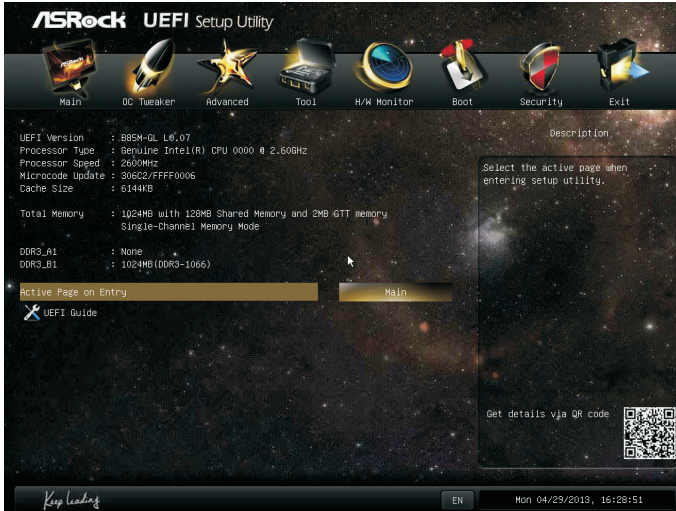 ASRock UEFI Setup Utility
ASRock
Main OC Tweaker Advanced Tool H/W Monitor Boot Security Exit
UEFI Version : B85M-GL L0.07
Processor Type : Genuine Intel(R) CPU 0000 @ 2.60GHz
Processor Speed : 2600MHz
Microcode Update : 306C2/FFFF0006
Cache Size : 6144KB
Total Memory : 1024MB with 128MB Shared Memory and 2MB GTT memory
Single-Channel Memory Mode
DDR3_A1 : None
DDR3_B1 : 1024MB(DDR3-1066)
Active Page on Entry Main
UEFI Guide
Description
Select the active page when
entering setup utility.
Get details via QR code
Keep Leading
EN
Mon 04/29/2013, 16:28:51